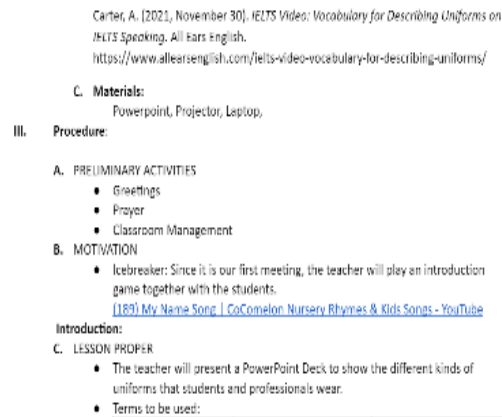 Carter, A. (2021, November 30). IELTS Video: Vocabulary for Describing Uniforms on
IELTS Speaking. All Ears English.
https://www.allearsenglish.com/ielts-video-vocabulary-for-describing-uniforms/
C. Materials:
Powerpoint, Projector, Laptop,
III. Procedure:
A. PRELIMINARY ACTIVITIES
● Greetings
● Prayer
● Classroom Management
B. MOTIVATION
● Icebreaker: Since it is our first meeting, the teacher will play an introduction
game together with the students.
(189) My Name Song | CoComelon Nursery Rhymes & Kids Songs - YouTube
Introduction:
C. LESSON PROPER
● The teacher will present a PowerPoint Deck to show the different kinds of
uniforms that students and professionals wear.
● Terms to be used: